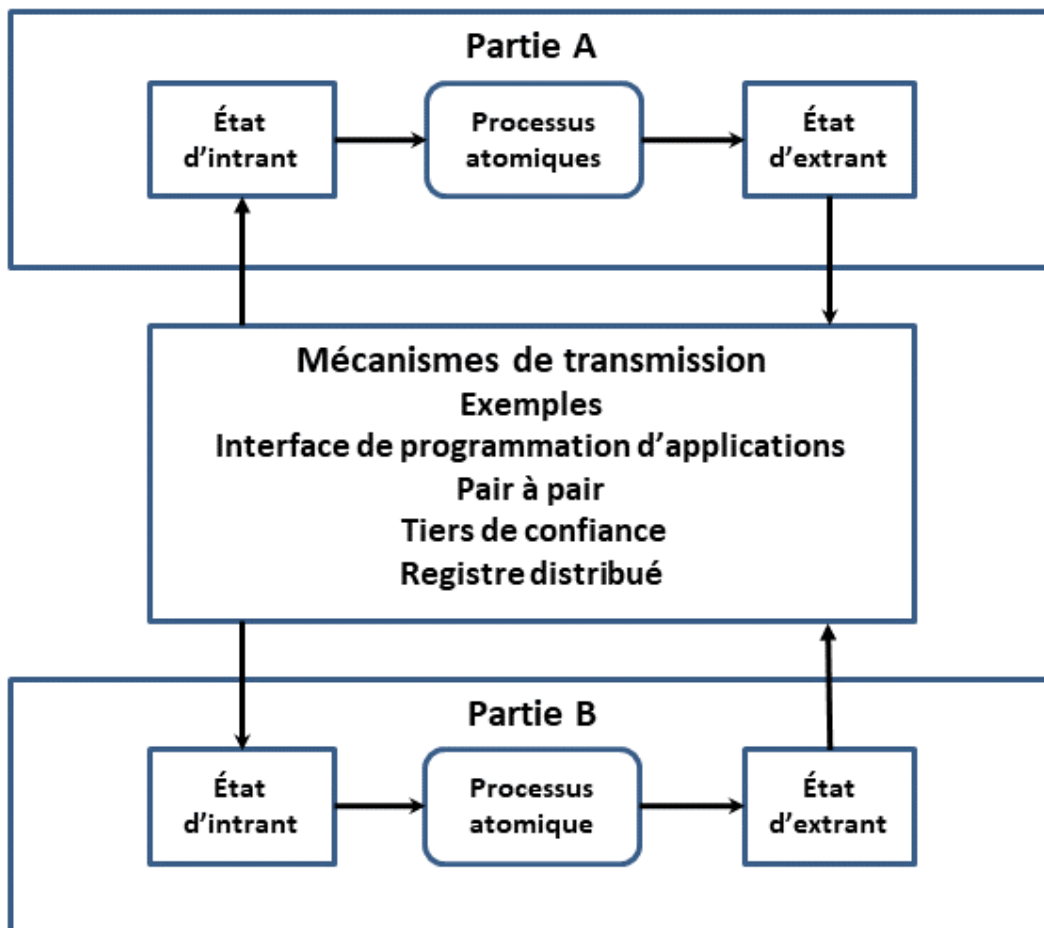 Partie A
État
d’intrant
Processus
atomiques
État
d’extrant
Mécanismes de transmission
Exemples
Interface de programmation d’applications
Pair à pair
Tiers de confiance
Registre distribué
Partie B
État
d’intrant
Processus
atomique
État
d’extrant